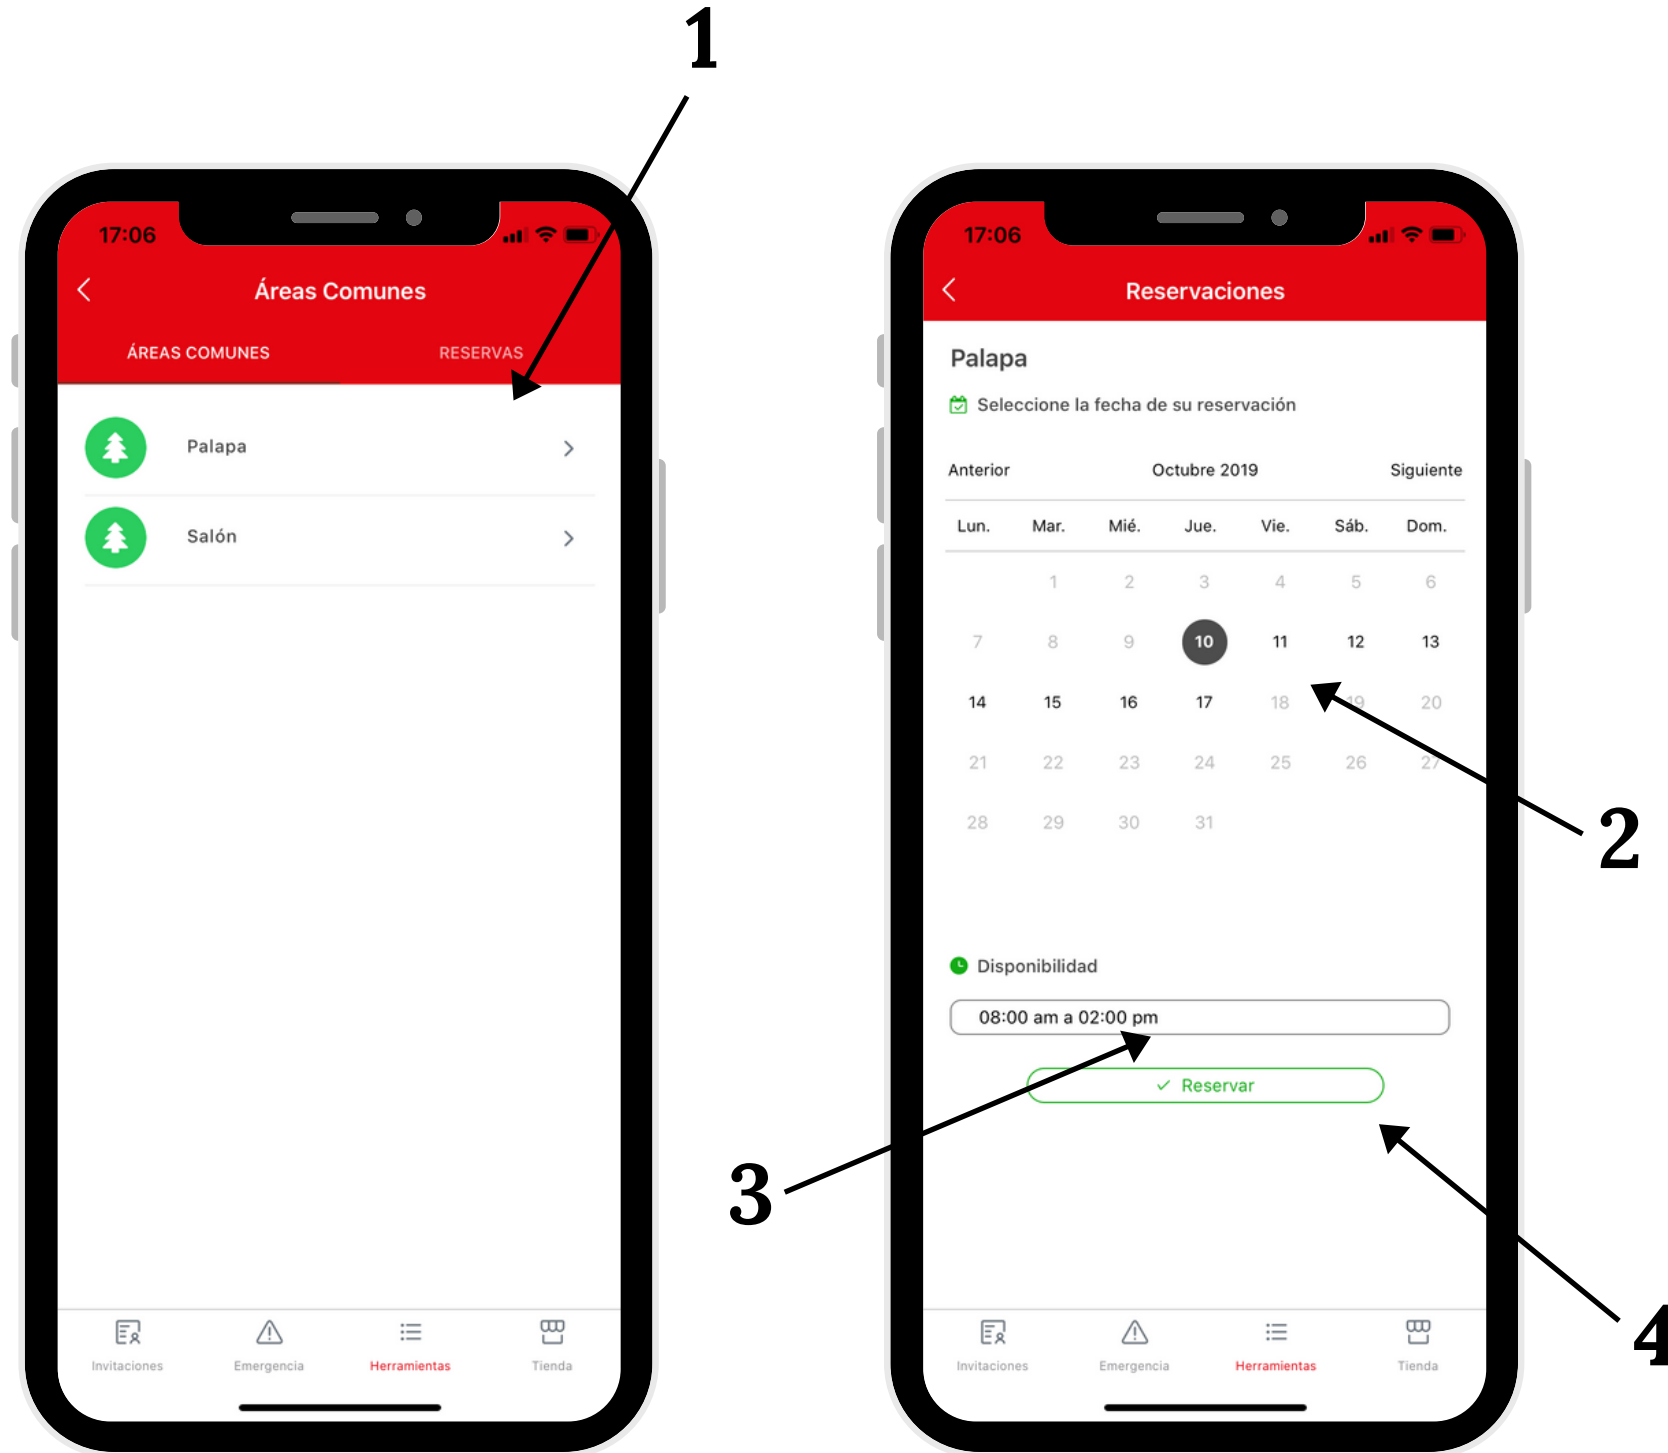 1
17:06
Áreas Comunes
ÁREAS COMUNES RESERVAS
Palapa
Salón
Invitaciones Emergencia Herramientas Tienda
17:06
Reservaciones
Palapa
Seleccione la fecha de su reservación
Anterior Octubre 2019 Siguiente
Lun. Mar. Mié. Jue. Vie. Sáb. Dom.
1 2 3 4 5 6
7 8 9 10 11 12 13
14 15 16 17 18 19 20
21 22 23 24 25 26 27
28 29 30 31
2
Disponibilidad
08:00 am a 02:00 pm
Reservar
3
4
Invitaciones Emergencia Herramientas Tienda